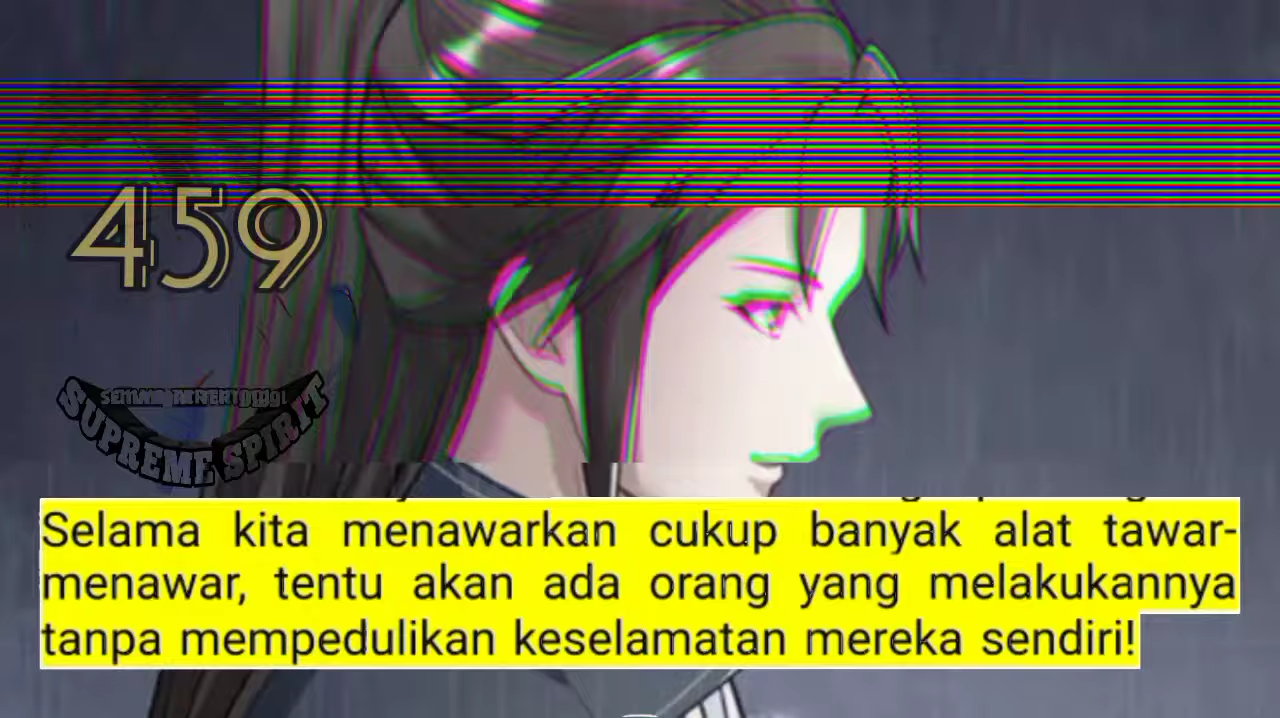 459
SUPREME SPIRIT
Selama kita menawarkan cukup banyak alat tawar-
menawar, tentu akan ada orang yang melakukannya
tanpa mempedulikan keselamatan mereka sendiri!